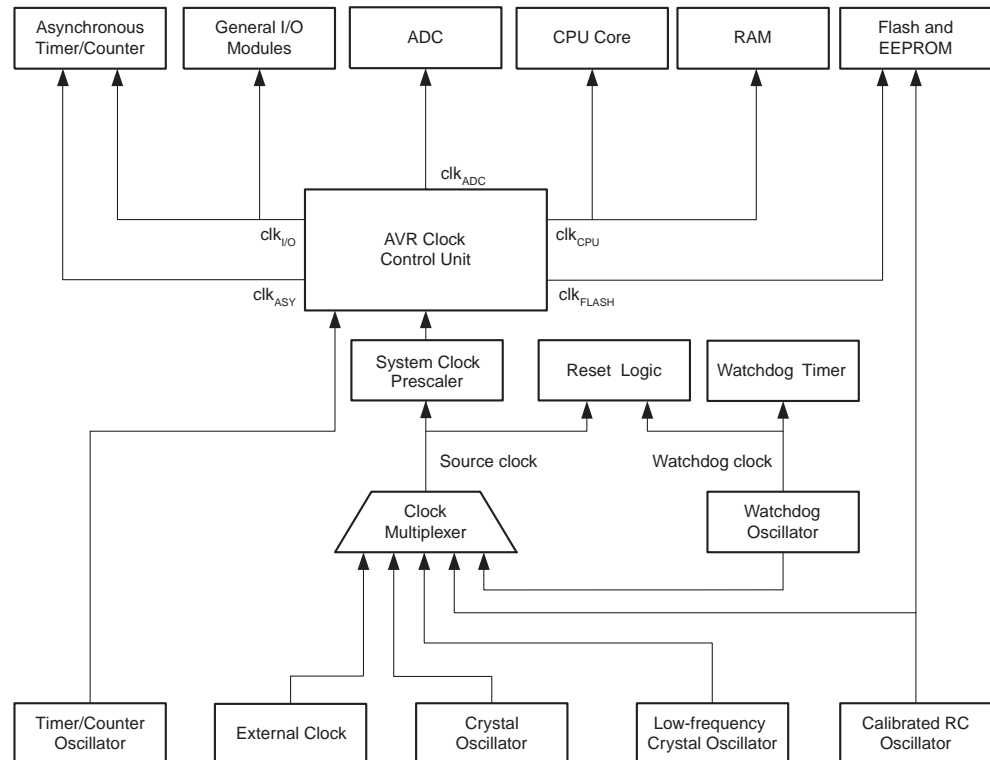 Asynchronous
Timer/Counter
General I/O
Modules
ADC
CPU Core
RAM
Flash and
EEPROM
clkADC
clkI/O
AVR Clock
Control Unit
clkCPU
clkASY
clkFLASH
System Clock
Prescaler
Reset Logic
Watchdog Timer
Source clock
Watchdog clock
Clock
Multiplexer
Watchdog
Oscillator
Timer/Counter
Oscillator
External Clock
Crystal
Oscillator
Low-frequency
Crystal Oscillator
Calibrated RC
Oscillator